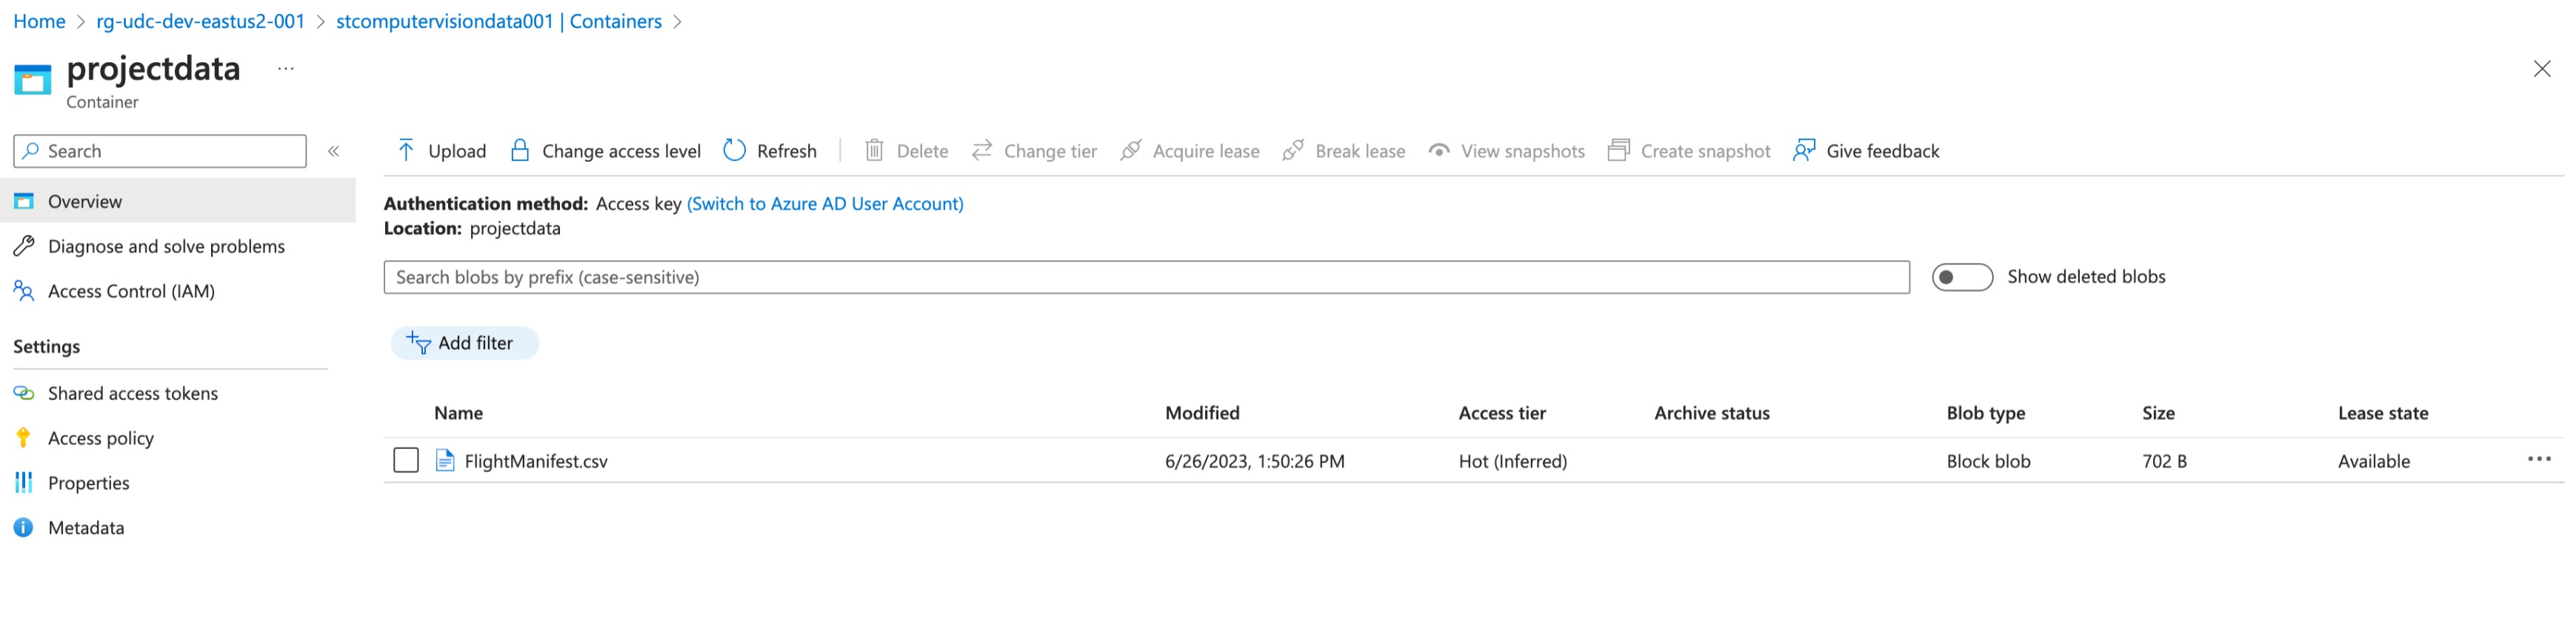 Home > rg-udc-dev-eastus2-001 > stcomputervisiondata001 | Containers >
projectdata ...
Container
Search «
Upload Change access level Refresh Delete Change tier Acquire lease Break lease View snapshots Create snapshot Give feedback
Overview
Diagnose and solve problems
Access Control (IAM)
Settings
Shared access tokens
Access policy
Properties
Metadata
Authentication method: Access key (Switch to Azure AD User Account)
Location: projectdata
Search blobs by prefix (case-sensitive) Show deleted blobs
Add filter
Name Modified Access tier Archive status Blob type Size Lease state
FlightManifest.csv 6/26/2023, 1:50:26 PM Hot (Inferred) Block blob 702 B Available ...